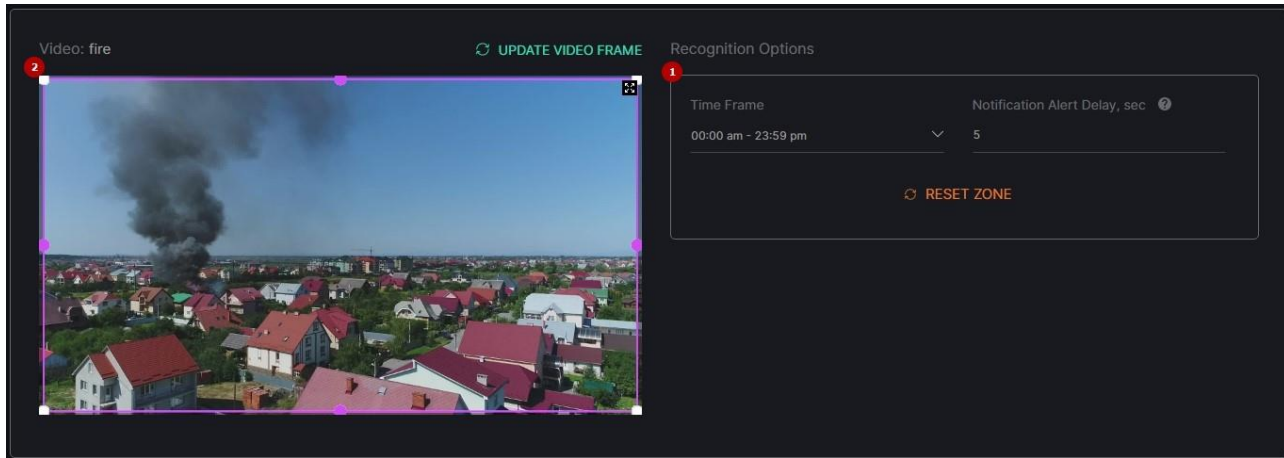 Video: fire
UPDATE VIDEO FRAME
2
Recognition Options
1
Time Frame
00:00 am - 23:59 pm
Notification Alert Delay, sec ?
5
RESET ZONE